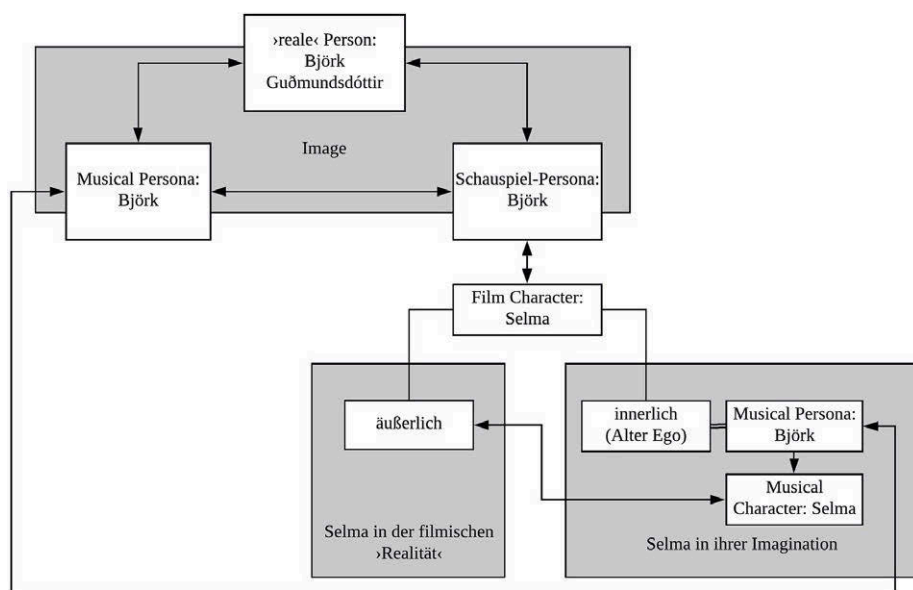 ›reale‹ Person:
Björk
Guðmundsdóttir
Image
Musical Persona:
Björk
Schauspiel-Persona:
Björk
Film Character:
Selma
äußerlich
innerlich
(Alter Ego)
Musical Persona:
Björk
Musical
Character: Selma
Selma in der filmischen
›Realität‹
Selma in ihrer Imagination